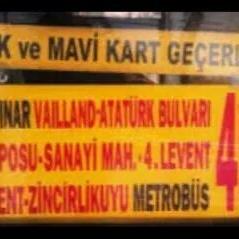 K ve MAVİ KART GEÇER
INAR VAILLAND-ATATÜRK BULVARI
POSU-SANAYİ MAH.-4. LEVENT
ENT-ZİNCİRLİKUYU METROBÜS
4